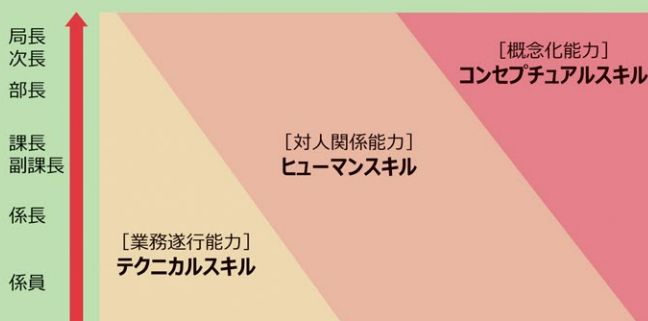 局長
次長
部長
課長
副課長
係長
係員
[概念化能力]
コンセプチュアルスキル
[対人関係能力]
ヒューマンスキル
[業務遂行能力]
テクニカルスキル